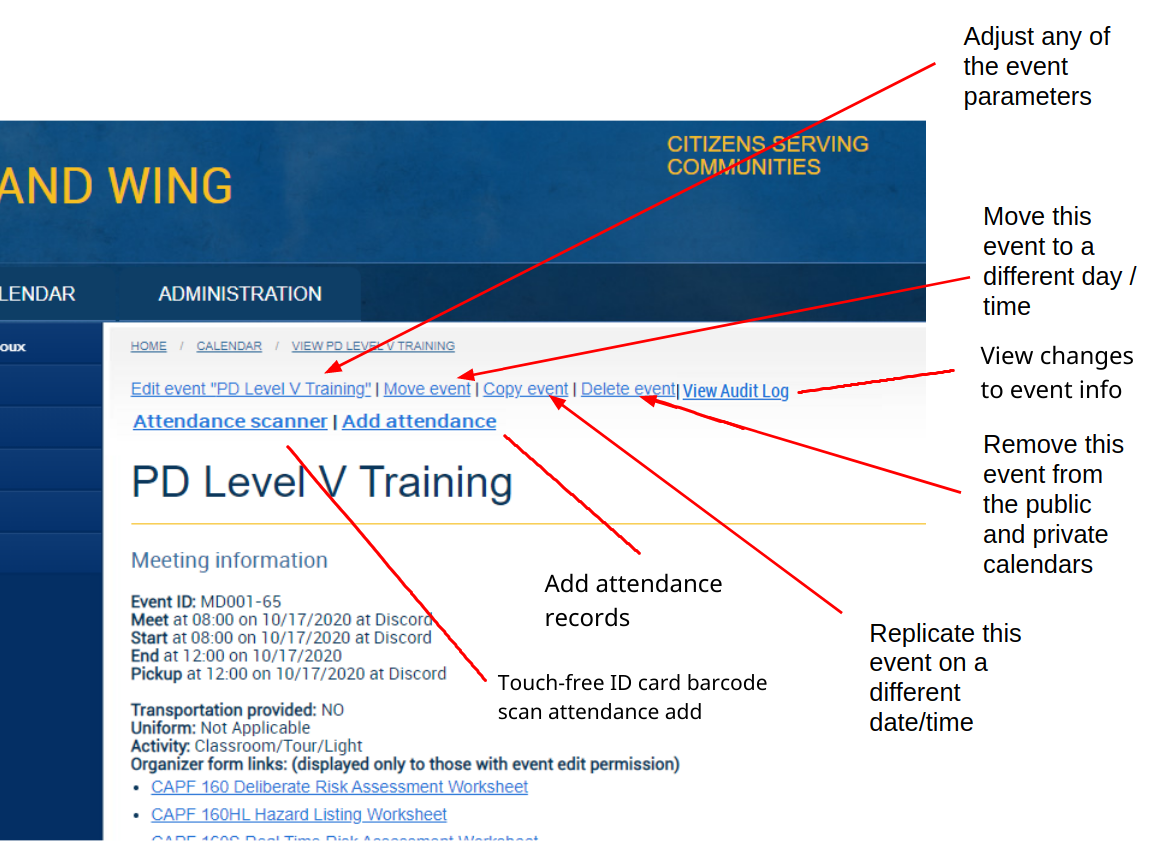 Adjust any of
the event
parameters
CITIZENS SERVING
COMMUNITIES
AND WING
Move this
event to a
different day /
time
LENDAR
ADMINISTRATION
oux
HOME / CALENDAR / VIEW PD LEVEL V TRAINING
View changes
to event info
Edit event "PD Level V Training" | Move event | Copy event | Delete event| View Audit Log
Attendance scanner | Add attendance
Remove this
event from
the public
and private
calendars
PD Level V Training
Meeting information
Add attendance
records
Event ID: MD001-65
Meet at 08:00 on 10/17/2020 at Discord
Start at 08:00 on 10/17/2020 at Discord
End at 12:00 on 10/17/2020
Pickup at 12:00 on 10/17/2020 at Discord
Replicate this
event on a
different
date/time
Touch-free ID card barcode
scan attendance add
Transportation provided: NO
Uniform: Not Applicable
Activity: Classroom/Tour/Light
Organizer form links: (displayed only to those with event edit permission)
• CAPF 160 Deliberate Risk Assessment Worksheet
• CAPF 160HL Hazard Listing Worksheet
CAPF 160S Real Time Risk Assessment Worksheet